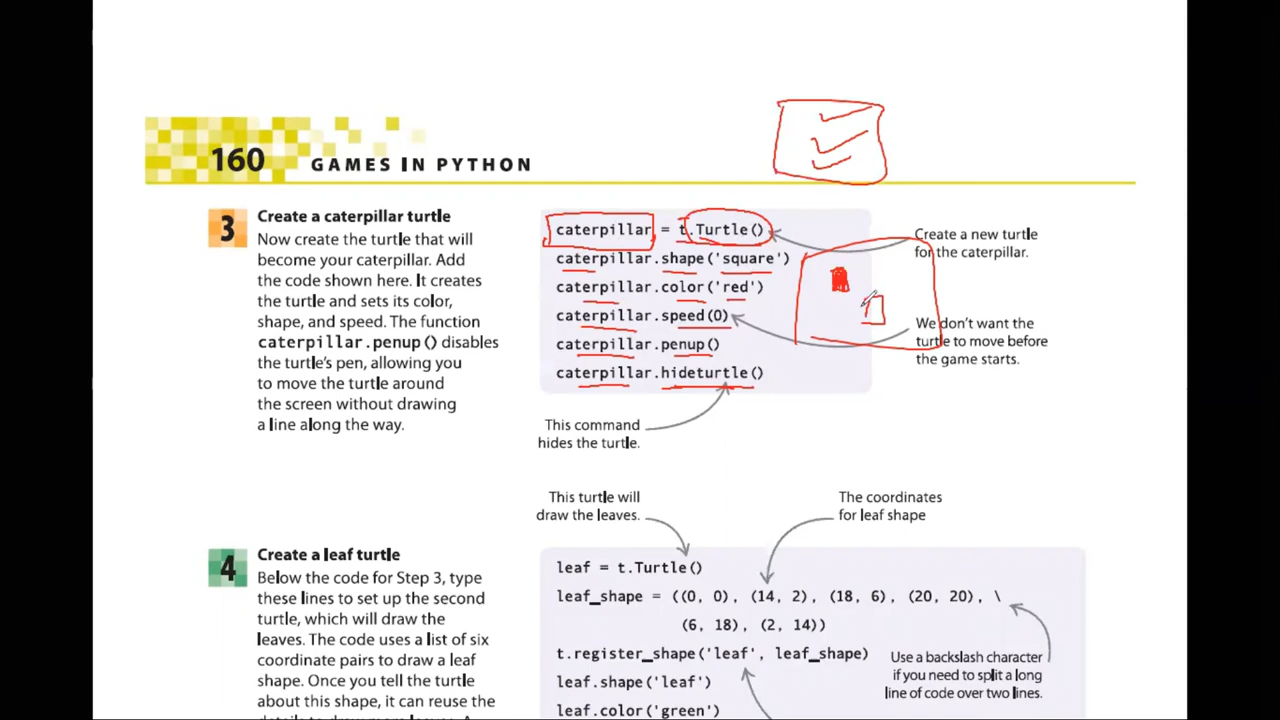 160 GAMES IN PYTHON
3 Create a caterpillar turtle
Now create the turtle that will
become your caterpillar. Add
the code shown here. It creates
the turtle and sets its color,
shape, and speed. The function
caterpillar.penup() disables
the turtle's pen, allowing you
to move the turtle around
the screen without drawing
a line along the way.
caterpillar = t.Turtle()
caterpillar.shape('square')
caterpillar.color('red')
caterpillar.speed(0)
caterpillar.penup()
caterpillar.hideturtle()
Create a new turtle
for the caterpillar.
We don't want the
turtle to move before
the game starts.
This command
hides the turtle.
4 Create a leaf turtle
Below the code for Step 3, type
these lines to set up the second
turtle, which will draw the
leaves. The code uses a list of six
coordinate pairs to draw a leaf
shape. Once you tell the turtle
about this shape, it can reuse the
This turtle will
draw the leaves.
The coordinates
for leaf shape
leaf = t.Turtle()
leaf_shape = ((0, 0), (14, 2), (18, 6), (20, 20), \
(6, 18), (2, 14))
t.register_shape('leaf', leaf_shape)
leaf.shape('leaf')
leaf.color('green')
Use a backslash character
if you need to split a long
line of code over two lines.